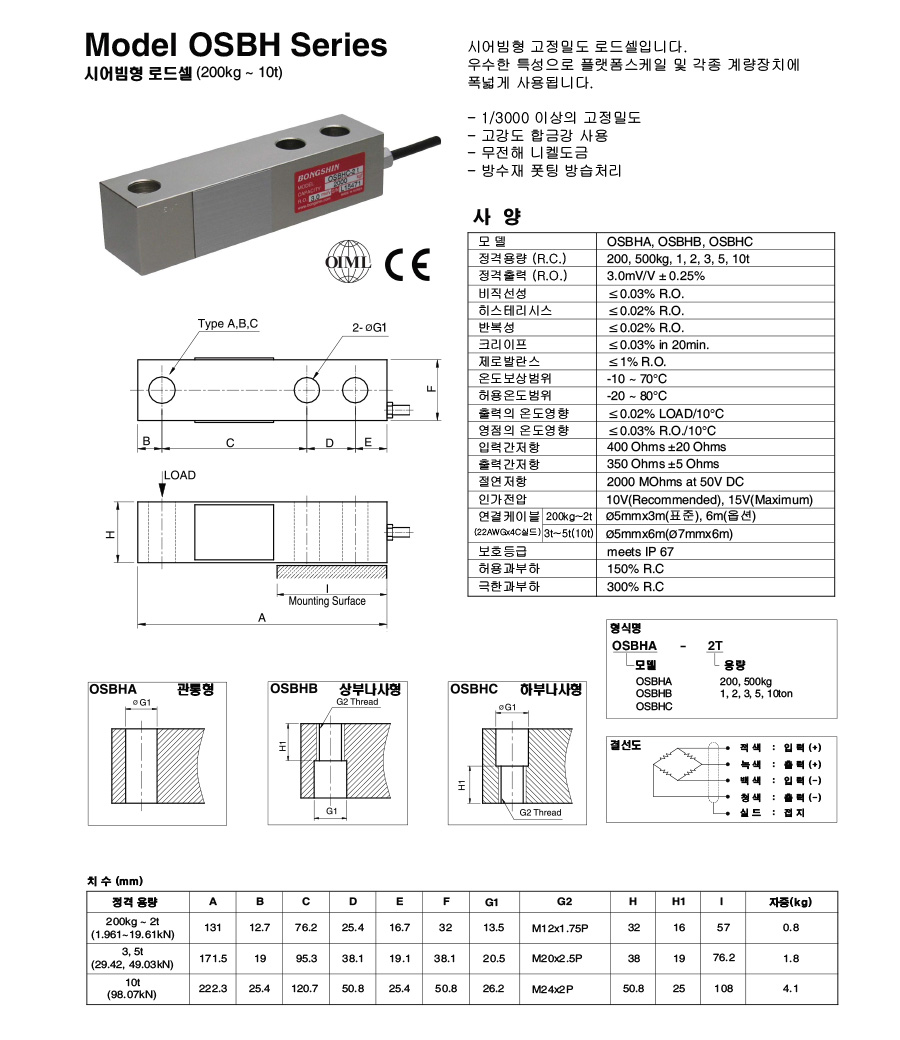 Model OSBH Series
시어빔형 로드셀 (200kg ~ 10t)
시어빔형 고정밀도 로드셀입니다.
우수한 특성으로 플랫폼스케일 및 각종 계량장치에
폭넓게 사용됩니다.
– 1/3000 이상의 고정밀도
– 고강도 합금강 사용
– 무전해 니켈도금
– 방수재 폿팅 방습처리
BONGSHIN
MODEL
CAPACITY
R.O. 3.0
OIML
CE
사 양
모 델 OSBHA, OSBHB, OSBHC
정격용량 (R.C.) 200, 500kg, 1, 2, 3, 5, 10t
정격출력 (R.O.) 3.0mV/V ± 0.25%
비직선성 ≤0.03% R.O.
히스테리시스 ≤0.02% R.O.
반복성 ≤0.02% R.O.
크리이프 ≤0.03% in 20min.
제로발란스 ≤1% R.O.
온도보상범위 -10 ~ 70°C
허용온도범위 -20 ~ 80°C
출력의 온도영향 ≤0.02% LOAD/10°C
영점의 온도영향 ≤0.03% R.O./10°C
입력간저항 400 Ohms ±20 Ohms
출력간저항 350 Ohms ±5 Ohms
절연저항 2000 MOhms at 50V DC
인가전압 10V(Recommended), 15V(Maximum)
연결케이블 200kg~2t Ø5mmx3m(표준), 6m(옵션)
(22AWGx4C쉴드) 3t~5t(10t) Ø5mmx6m(Ø7mmx6m)
보호등급 meets IP 67
허용과부하 150% R.C
극한과부하 300% R.C
Type A,B,C
2- ØG1
F
B C D E
LOAD
H
I
Mounting Surface
A
형식명
OSBHA - 2T
모델 용량
OSBHA 200, 500kg
OSBHB 1, 2, 3, 5, 10ton
OSBHC
OSBHA 관통형
Ø G1
OSBHB 상부나사형
G2 Thread
H1
G1
OSBHC 하부나사형
Ø G1
H1
G2 Thread
결선도
적색 : 입력 (+)
녹색 : 출력 (+)
백색 : 입력 (–)
청색 : 출력 (–)
실드 : 접지
치 수 (mm)
정격 용량 A B C D E F G1 G2 H H1 I 자중(kg)
200kg ~ 2t
(1.961~19.61kN) 131 12.7 76.2 25.4 16.7 32 13.5 M12x1.75P 32 16 57 0.8
3, 5t
(29.42, 49.03kN) 171.5 19 95.3 38.1 19.1 38.1 20.5 M20x2.5P 38 19 76.2 1.8
10t
(98.07kN) 222.3 25.4 120.7 50.8 25.4 50.8 26.2 M24x2P 50.8 25 108 4.1